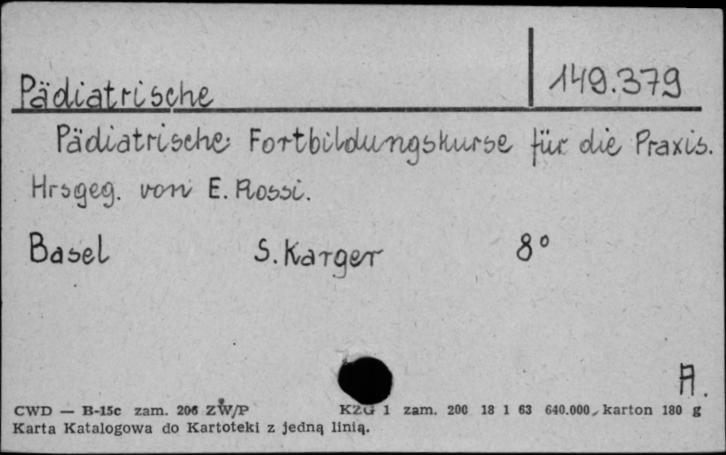 Pädiatrische 149.379
Pädiatrische Fortbildungskurse für die Praxis.
Hrsgeg. von E. Rossi.
Basel S. Karger 8°
A.
CWD — B-15c zam. 206 ZW/P KZG 1 zam. 200 18 1 63 640.000, karton 180 g
Karta Katalogowa do Kartoteki z jedną linią.